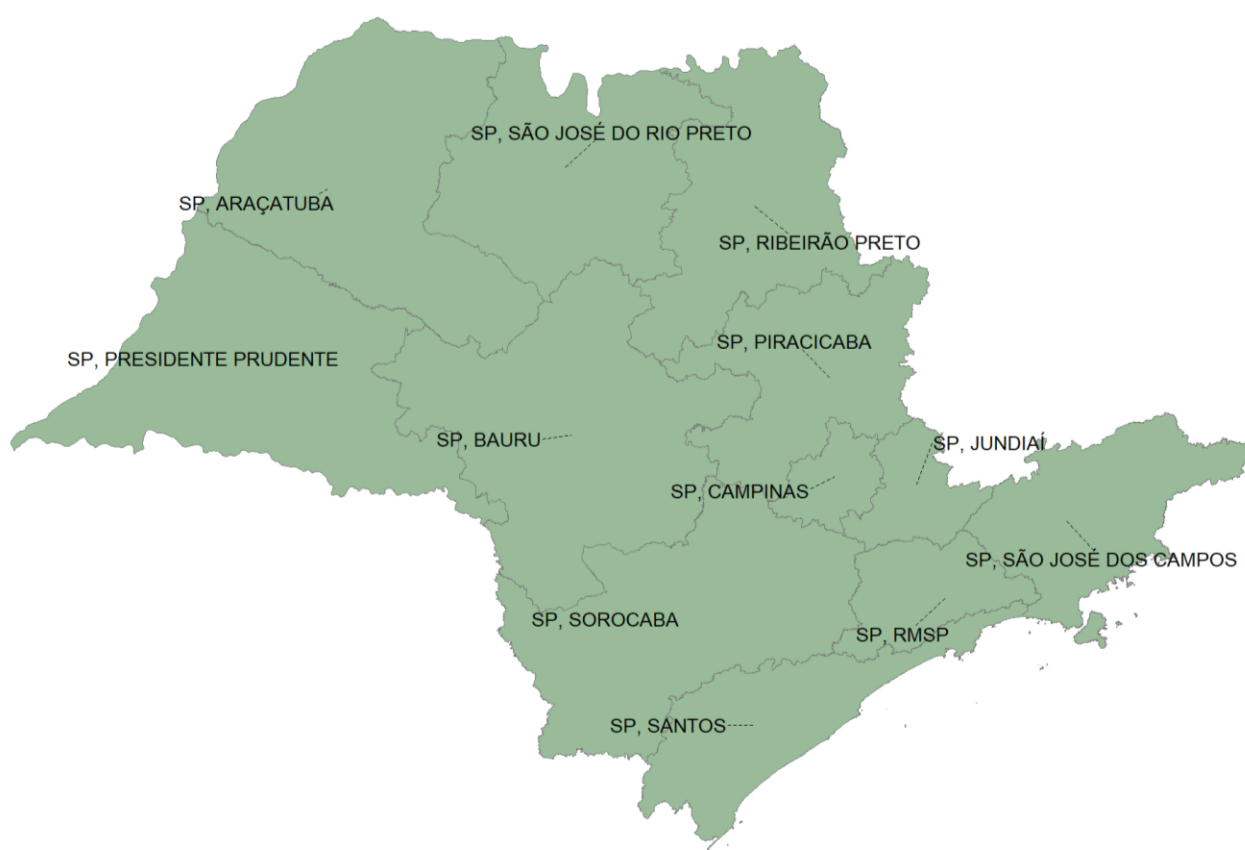 SP, SÃO JOSÉ DO RIO PRETO
SP, ARAÇATUBA
SP, RIBEIRÃO PRETO
SP, PIRACICABA
SP, PRESIDENTE PRUDENTE
SP, BAURU
SP, JUNDIAÍ
SP, CAMPINAS
SP, SÃO JOSÉ DOS CAMPOS
SP, SOROCABA
SP, RMSP
SP, SANTOS